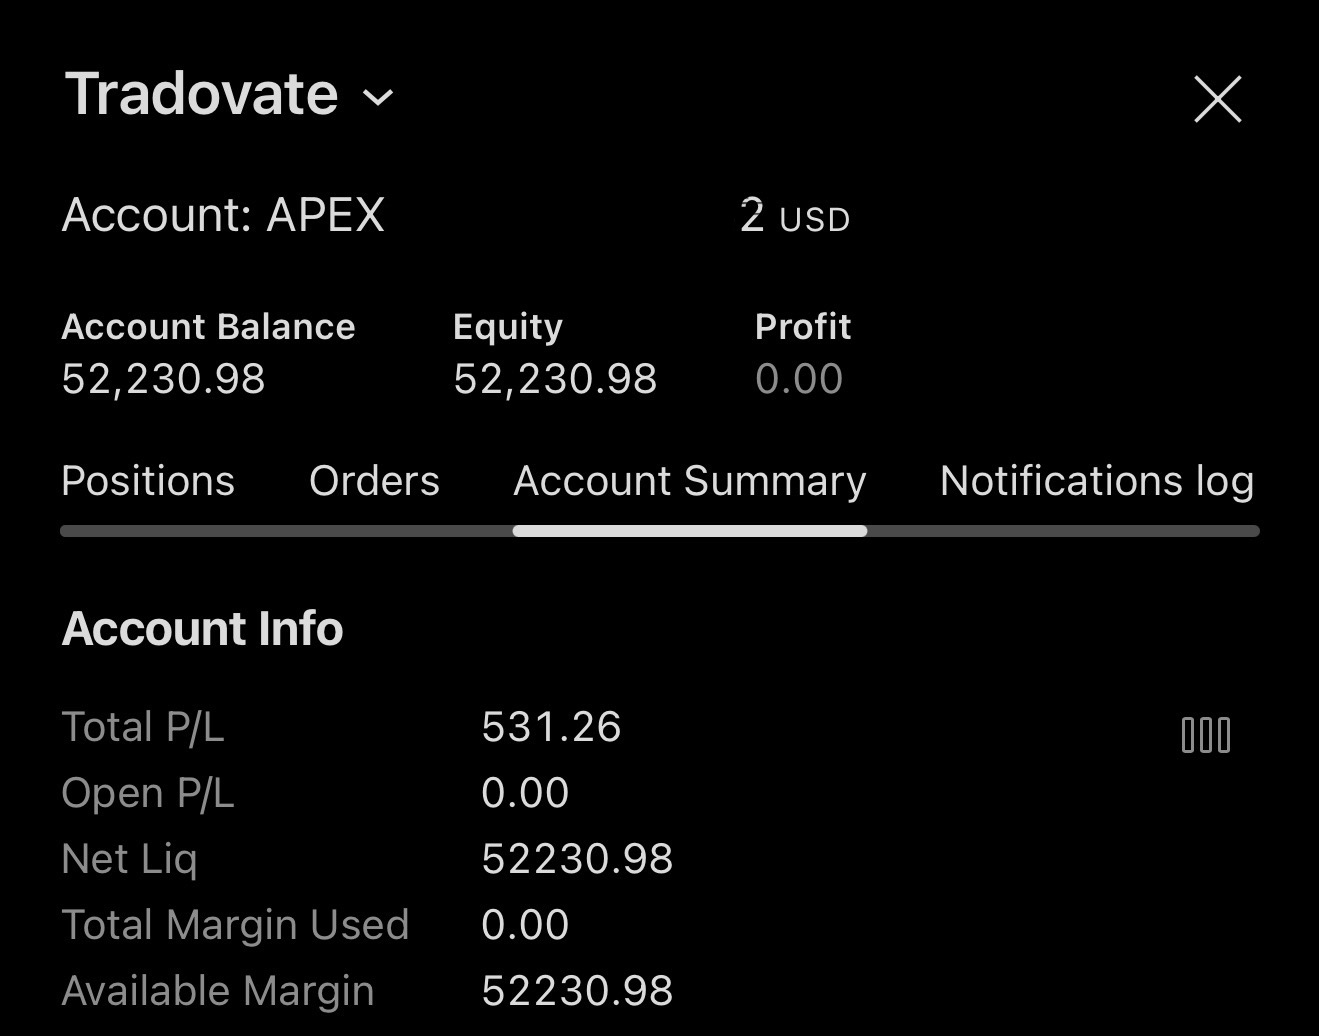 Tradovate
Account: APEX 2 USD
Account Balance Equity Profit
52,230.98 52,230.98 0.00
Positions Orders Account Summary Notifications log
Account Info
Total P/L 531.26
Open P/L 0.00
Net Liq 52230.98
Total Margin Used 0.00
Available Margin 52230.98